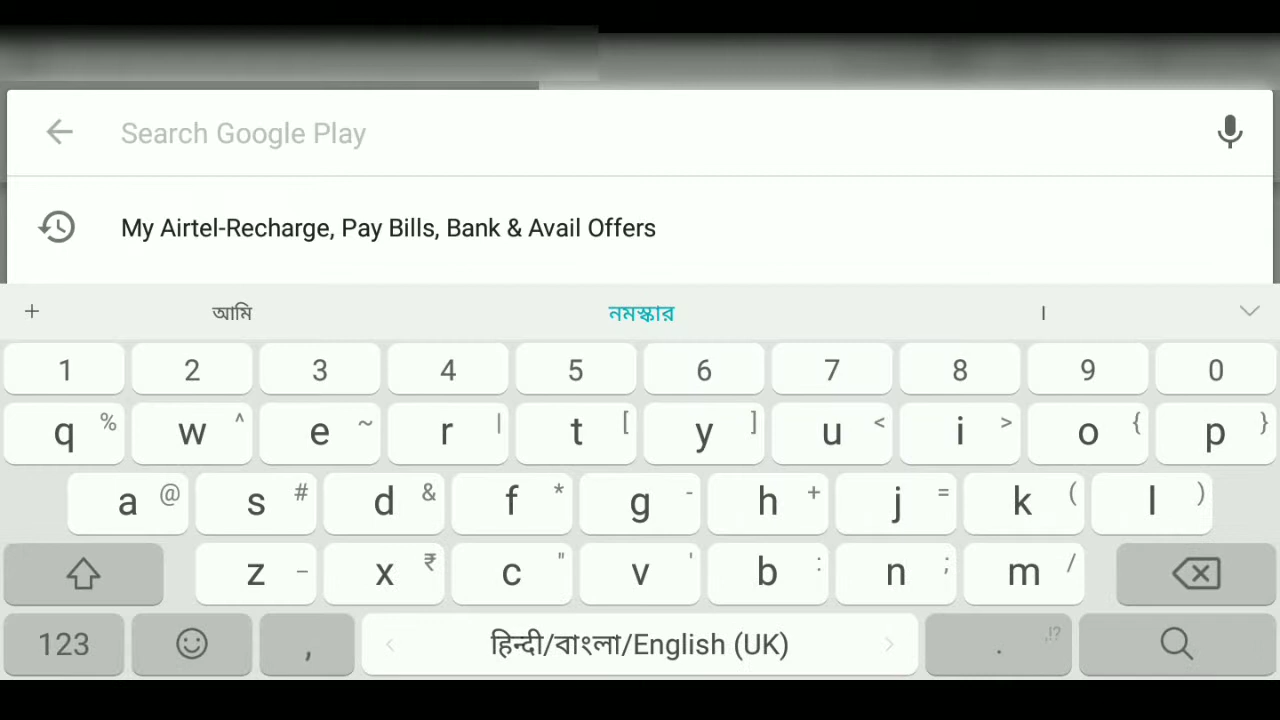 Search Google Play
My Airtel-Recharge, Pay Bills, Bank & Avail Offers
+ আমি নমস্কার ।
1 2 3 4 5 6 7 8 9 0
q % w ^ e ~ r | t [ y ] u < i > o { p }
a @ s # d & f * g - h + j = k ( l )
z _ x ₹ c " v ' b : n ; m /
123 , < हिन्दी/বাংলা/English (UK) > . ,!?